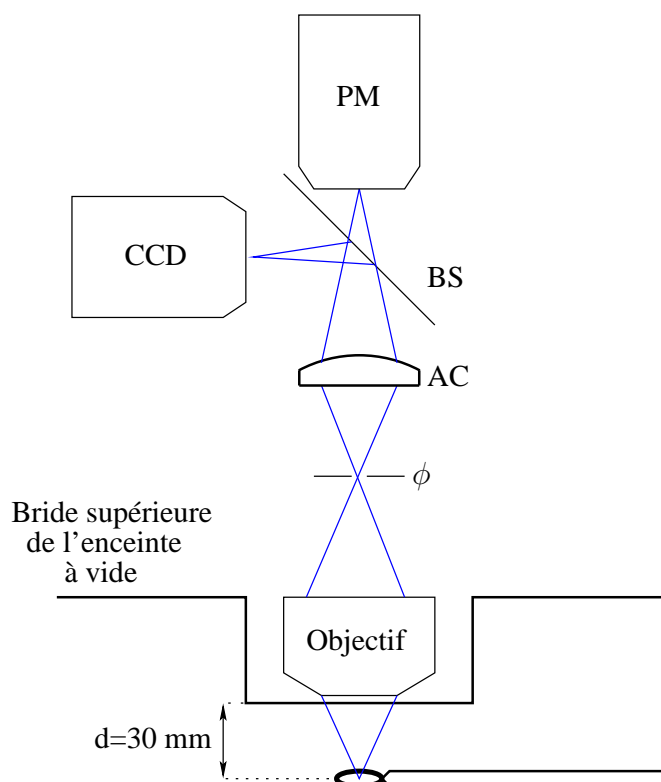 PM
CCD
BS
AC
ϕ
Bride supérieure
de l'enceinte
à vide
Objectif
d=30 mm